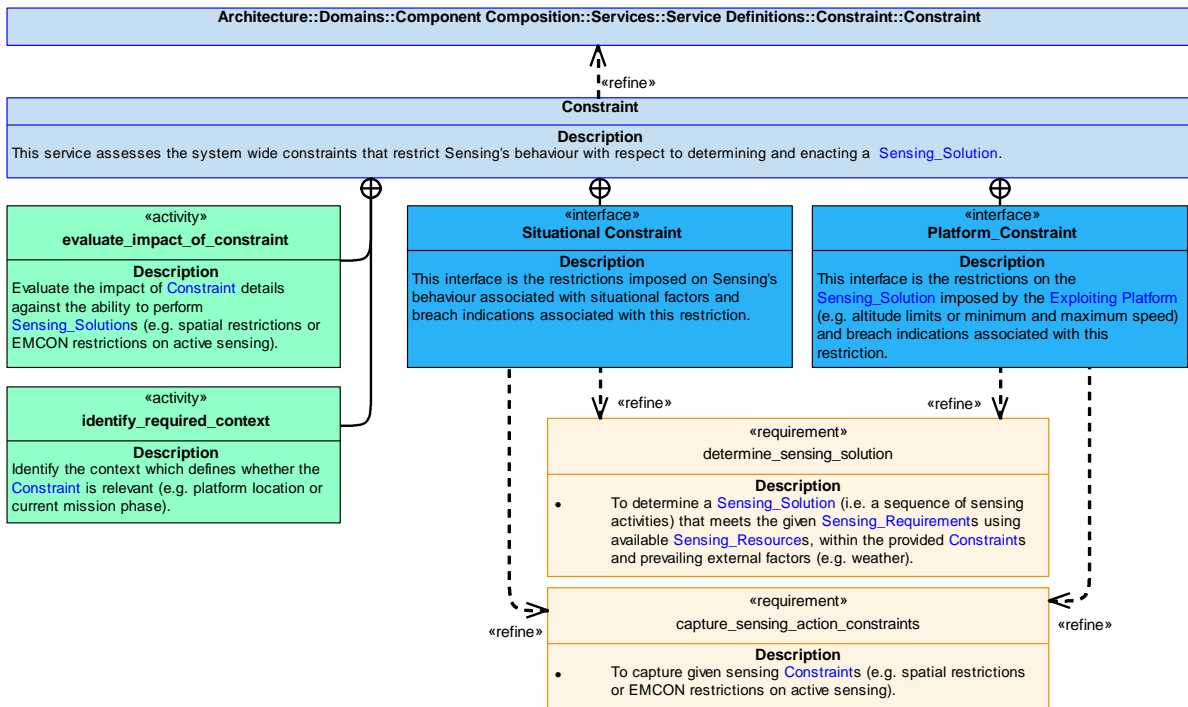 Architecture::Domains::Component Composition::Services::Service Definitions::Constraint::Constraint
«refine»
Constraint
Description
This service assesses the system wide constraints that restrict Sensing's behaviour with respect to determining and enacting a Sensing_Solution.
«activity»
evaluate_impact_of_constraint
Description
Evaluate the impact of Constraint details
against the ability to perform
Sensing_Solutions (e.g. spatial restrictions or
EMCON restrictions on active sensing).
«interface»
Situational Constraint
Description
This interface is the restrictions imposed on Sensing's
behaviour associated with situational factors and
breach indications associated with this restriction.
«interface»
Platform_Constraint
Description
This interface is the restrictions on the
Sensing_Solution imposed by the Exploiting Platform
(e.g. altitude limits or minimum and maximum speed)
and breach indications associated with this
restriction.
«activity»
identify_required_context
Description
Identify the context which defines whether the
Constraint is relevant (e.g. platform location or
current mission phase).
«refine»
«refine»
«requirement»
determine_sensing_solution
Description
• To determine a Sensing_Solution (i.e. a sequence of sensing
activities) that meets the given Sensing_Requirements using
available Sensing_Resources, within the provided Constraints
and prevailing external factors (e.g. weather).
«refine»
«refine»
«requirement»
capture_sensing_action_constraints
Description
• To capture given sensing Constraints (e.g. spatial restrictions
or EMCON restrictions on active sensing).